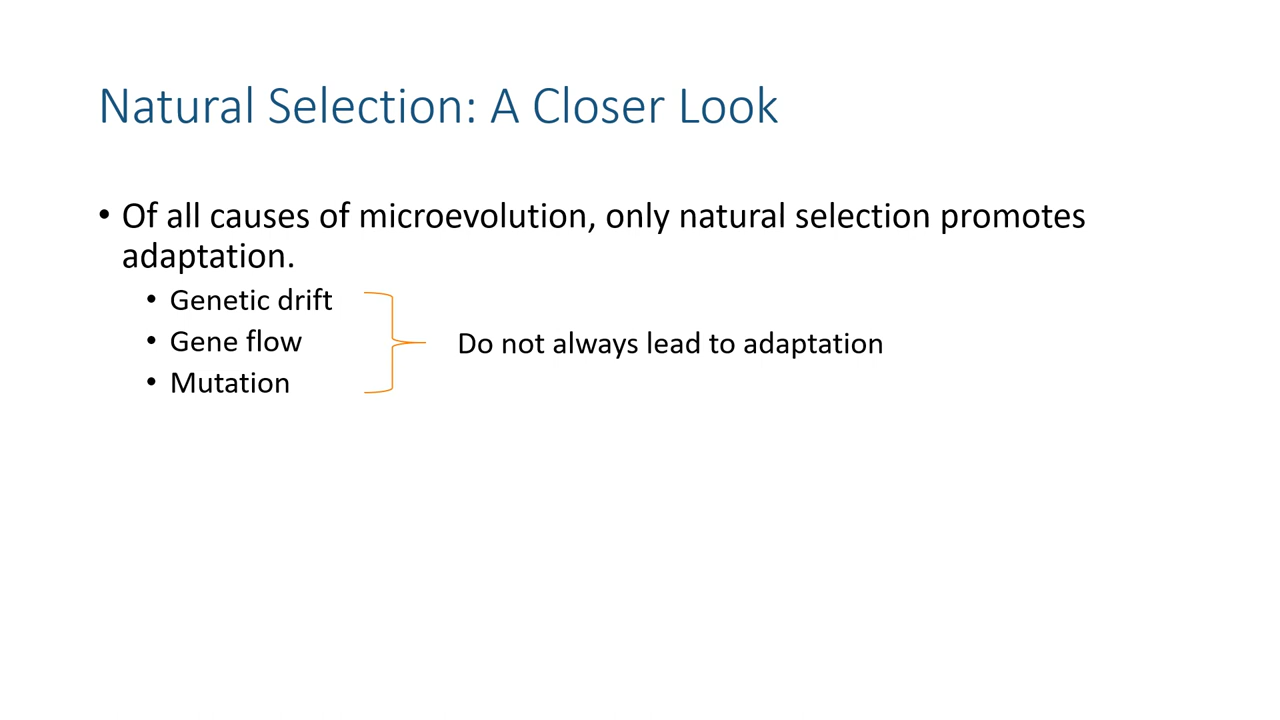 Natural Selection: A Closer Look
• Of all causes of microevolution, only natural selection promotes
adaptation.
• Genetic drift
• Gene flow
• Mutation
Do not always lead to adaptation